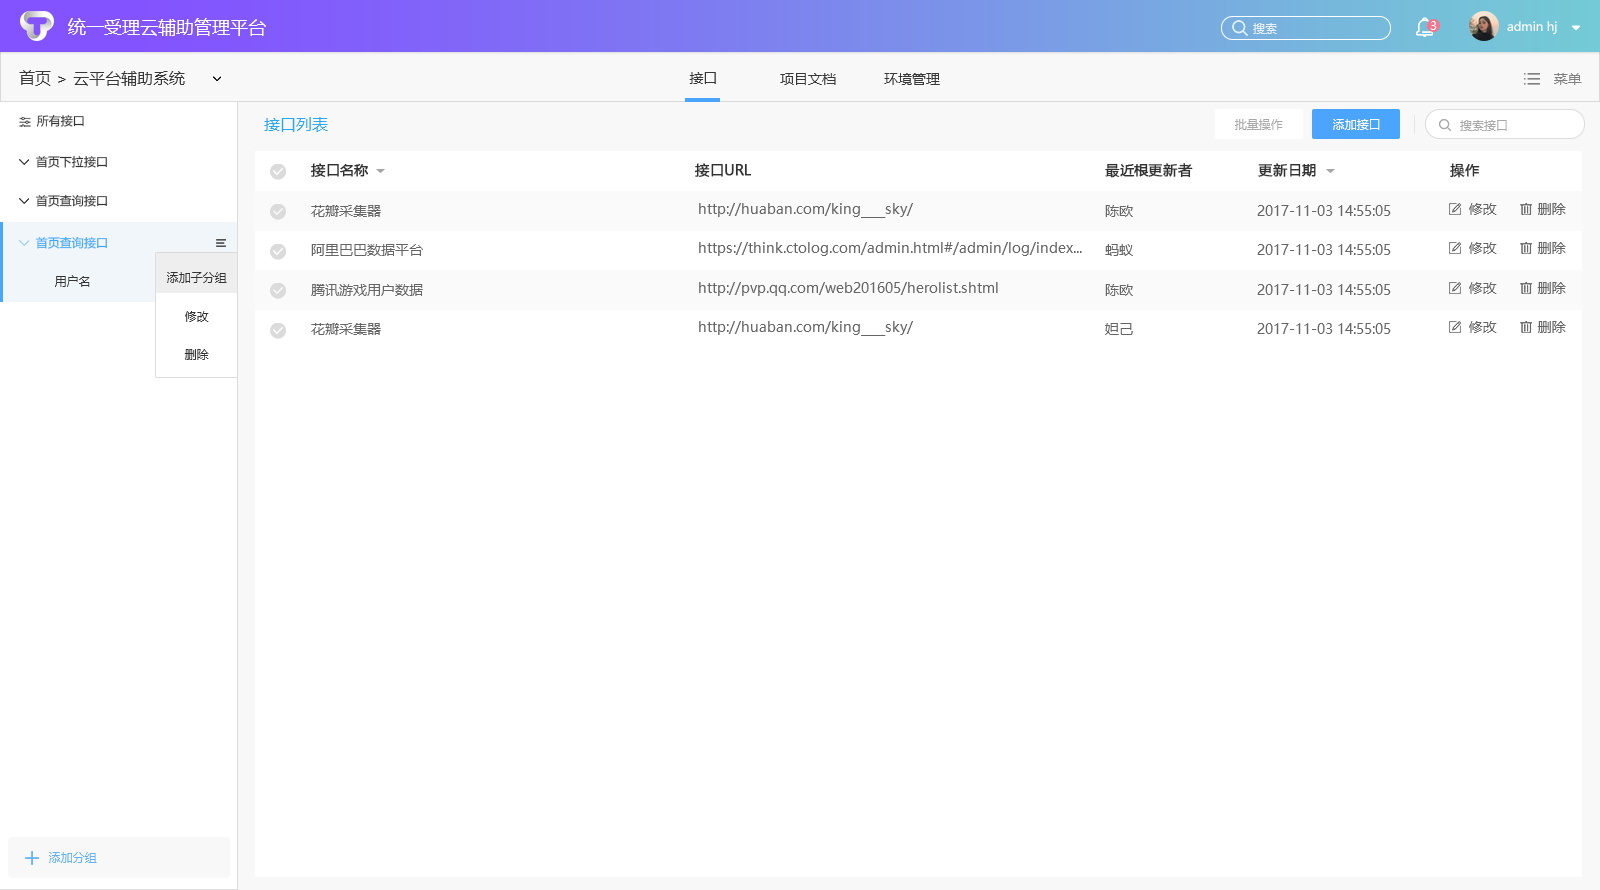 统一受理云辅助管理平台
搜索
3
admin hj
首页 > 云平台辅助系统
接口
项目文档
环境管理
菜单
所有接口
首页下拉接口
首页查询接口
首页查询接口
用户名
添加子分组
修改
删除
添加分组
接口列表
批量操作
添加接口
搜索接口
接口名称 接口URL 最近根更新者 更新日期 操作
花瓣采集器 http://huaban.com/king___sky/ 陈欧 2017-11-03 14:55:05 修改 删除
阿里巴巴数据平台 https://think.ctolog.com/admin.html#/admin/log/index... 蚂蚁 2017-11-03 14:55:05 修改 删除
腾讯游戏用户数据 http://pvp.qq.com/web201605/herolist.shtml 陈欧 2017-11-03 14:55:05 修改 删除
花瓣采集器 http://huaban.com/king___sky/ 妲己 2017-11-03 14:55:05 修改 删除